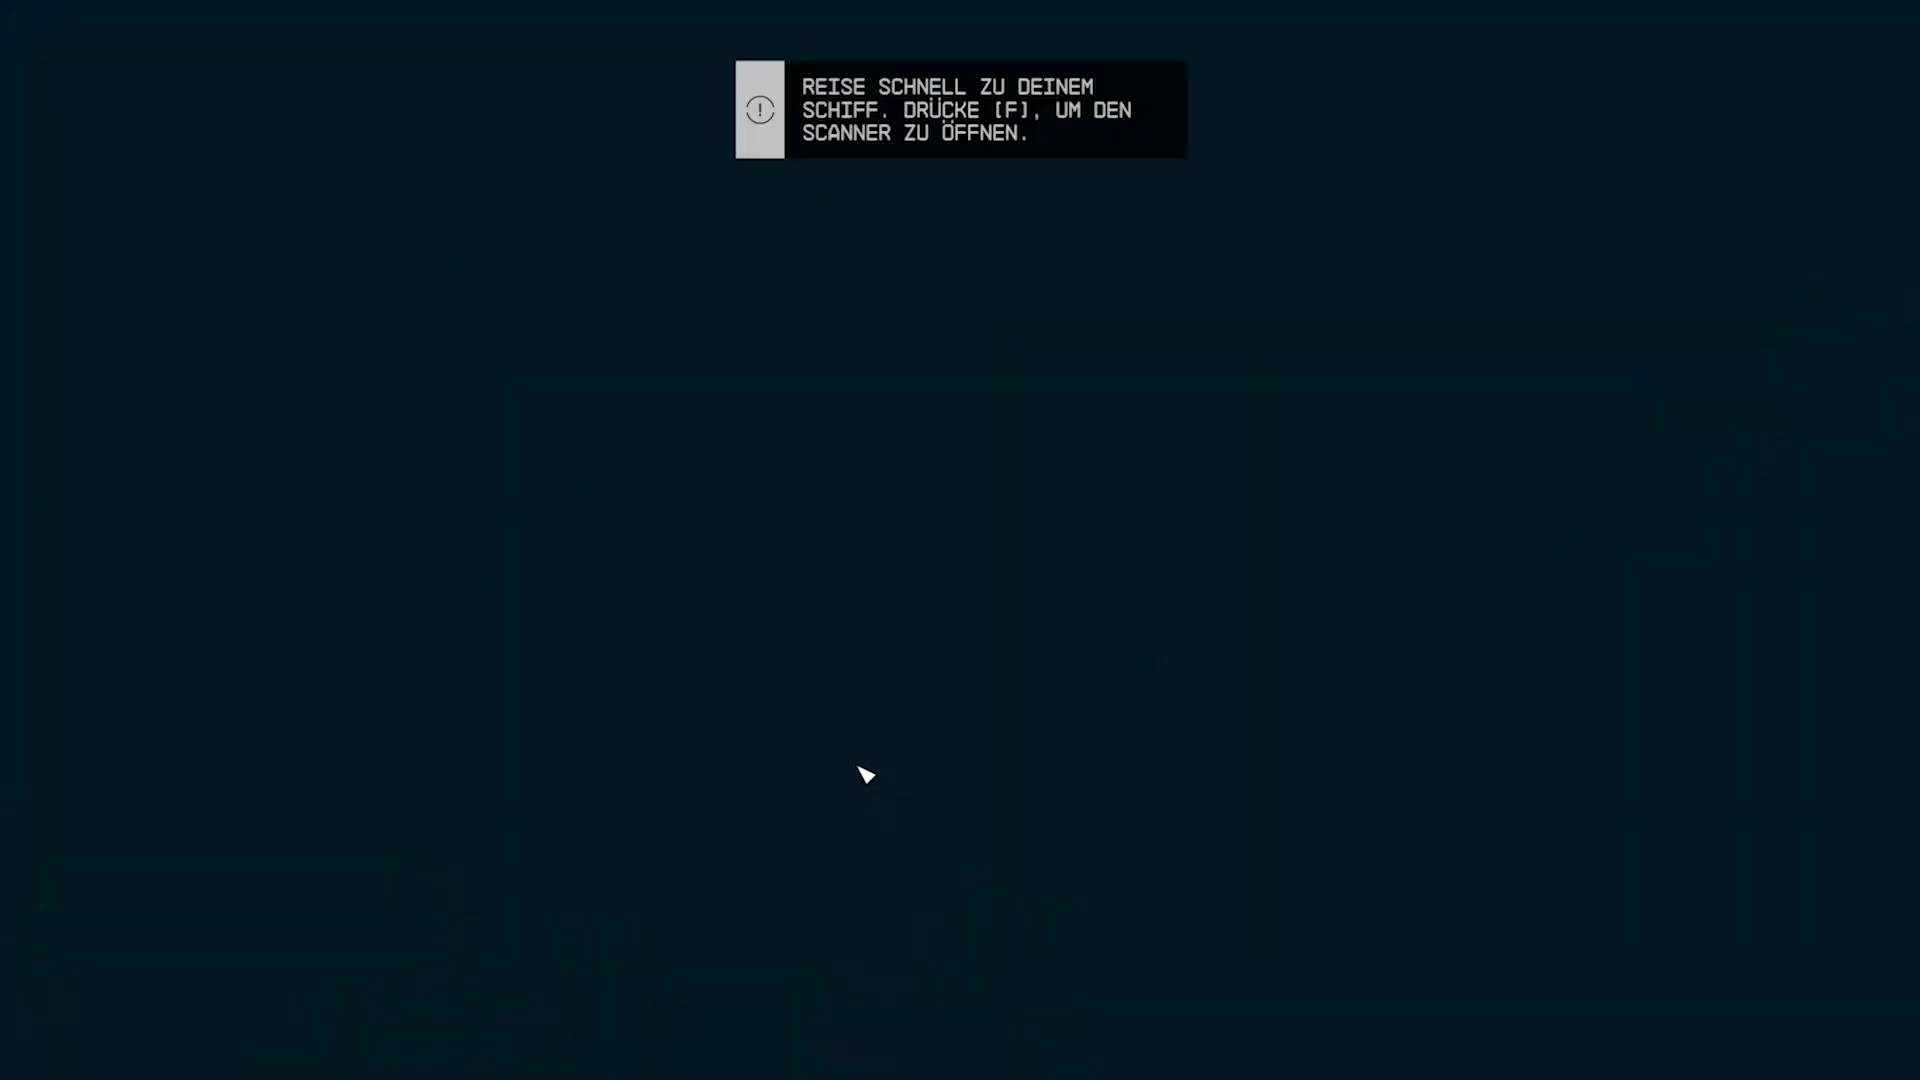 REISE SCHNELL ZU DEINEM
SCHIFF. DRÜCKE [F], UM DEN
SCANNER ZU ÖFFNEN.